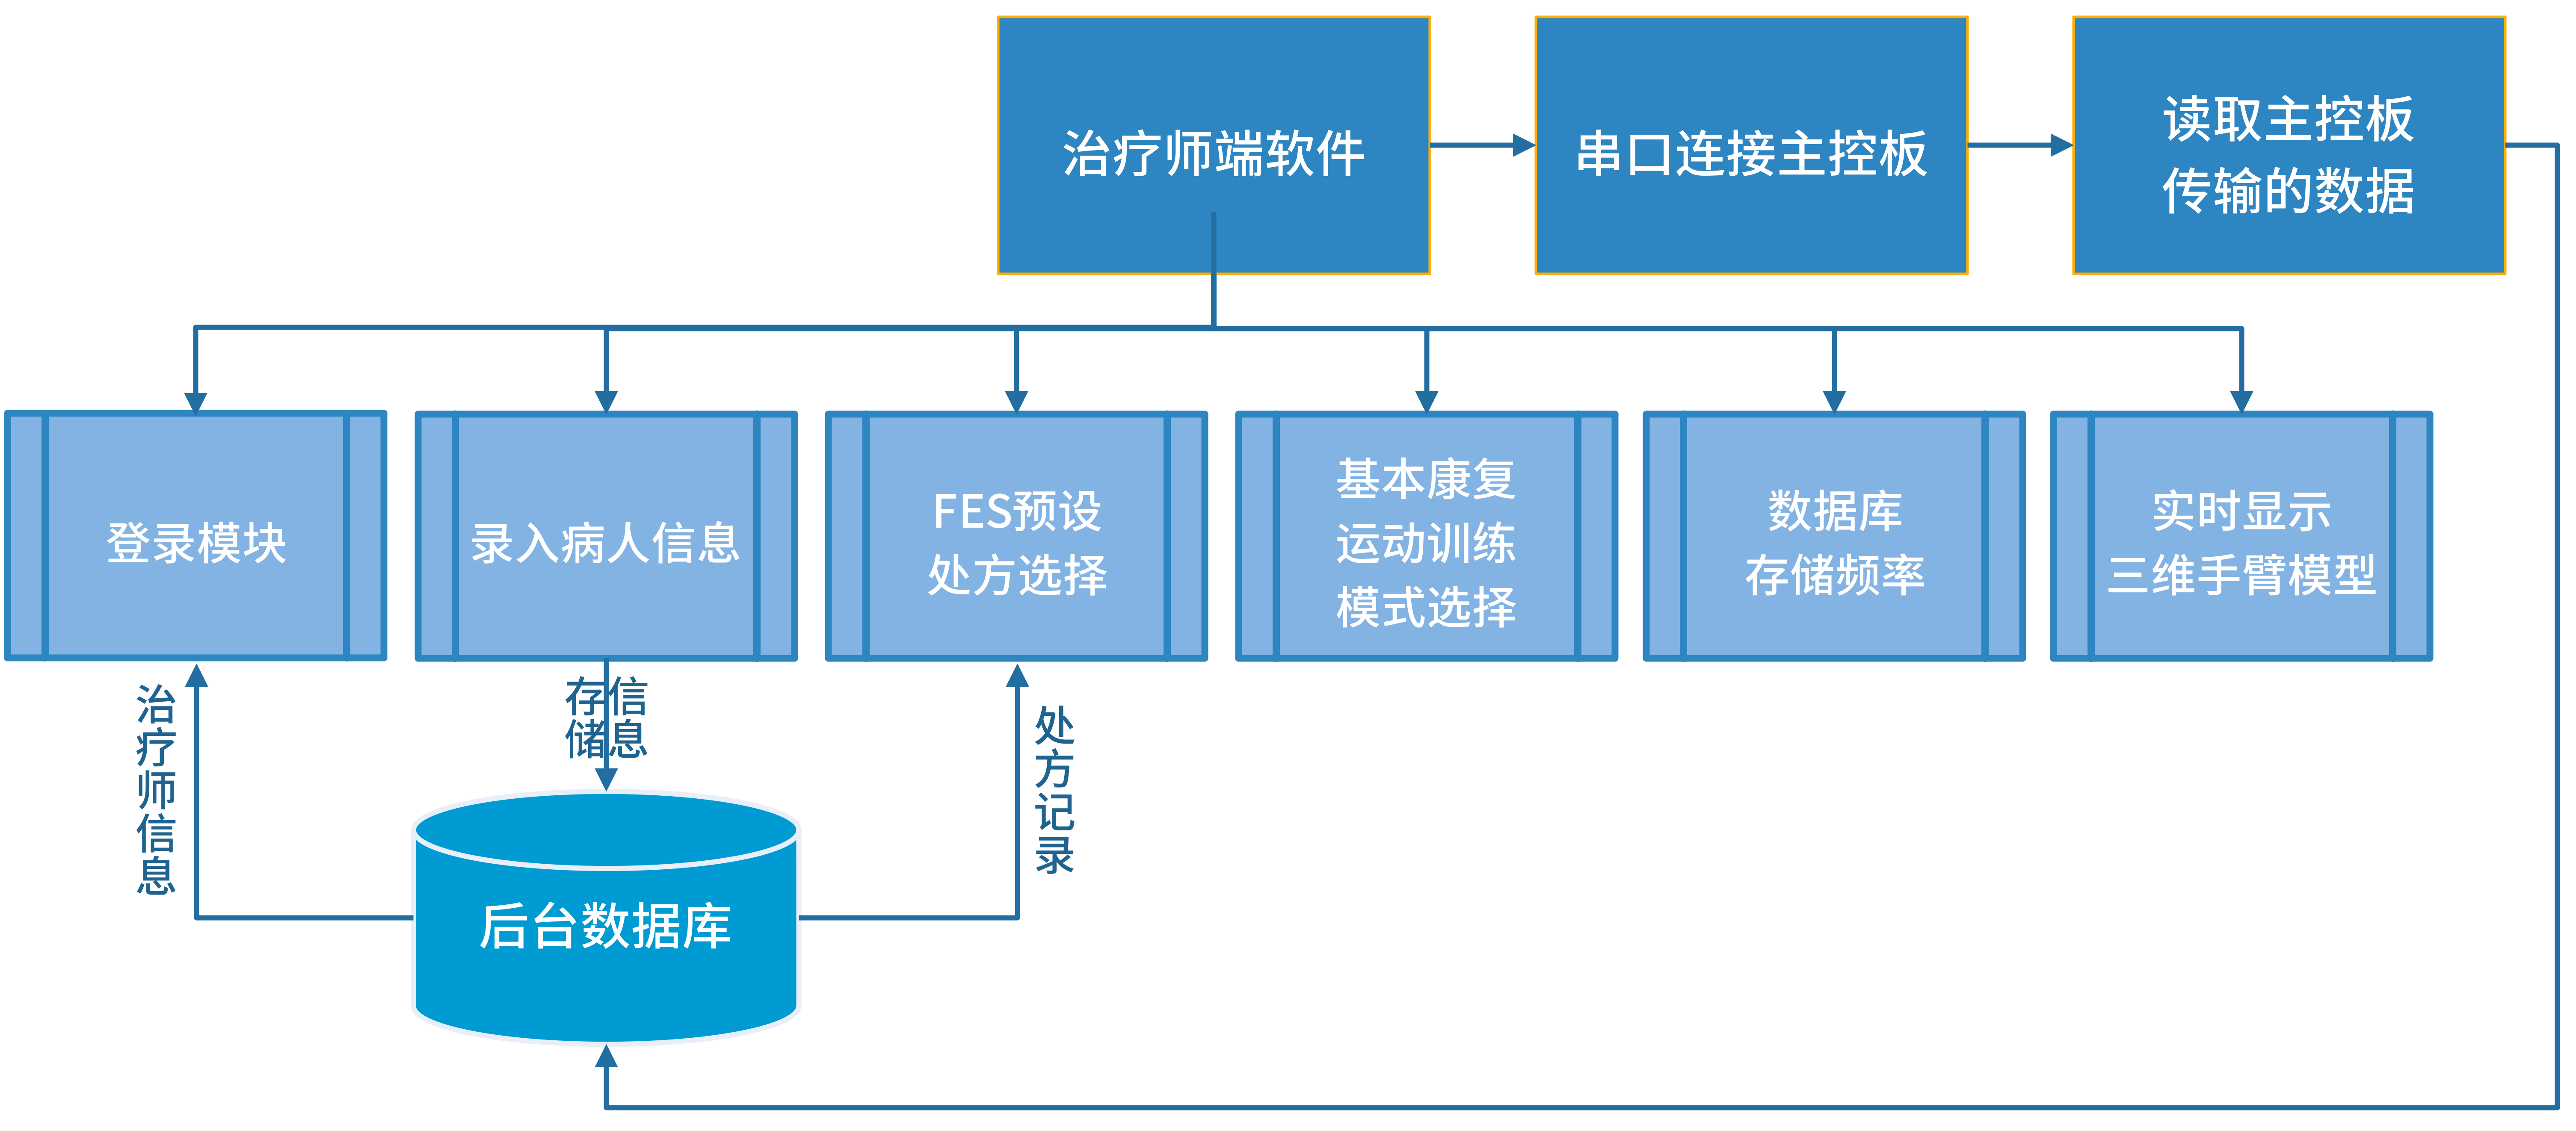 治疗师端软件
串口连接主控板
读取主控板
传输的数据
登录模块
录入病人信息
FES预设
处方选择
基本康复
运动训练
模式选择
数据库
存储频率
实时显示
三维手臂模型
治疗师信息
存信
储息
处方记录
后台数据库